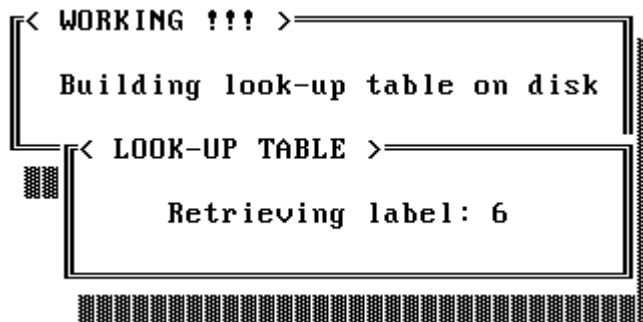 < WORKING !!! >
Building look-up table on disk
< LOOK-UP TABLE >
Retrieving label: 6